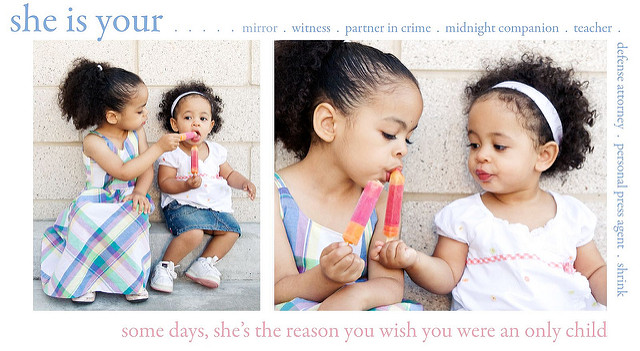 she is your . . . . . mirror . witness . partner in crime . midnight companion . teacher .
defense attorney . personal press agent . shrink
some days, she's the reason you wish you were an only child